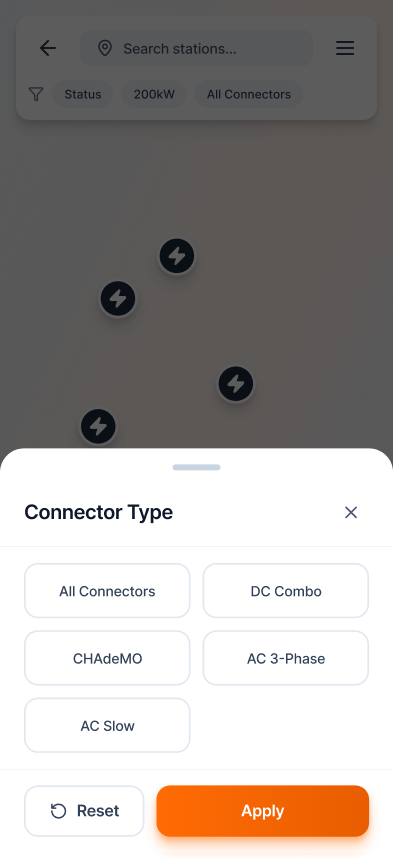 Search stations...
Status 200kW All Connectors
Connector Type
All Connectors DC Combo
CHAdeMO AC 3-Phase
AC Slow
Reset Apply